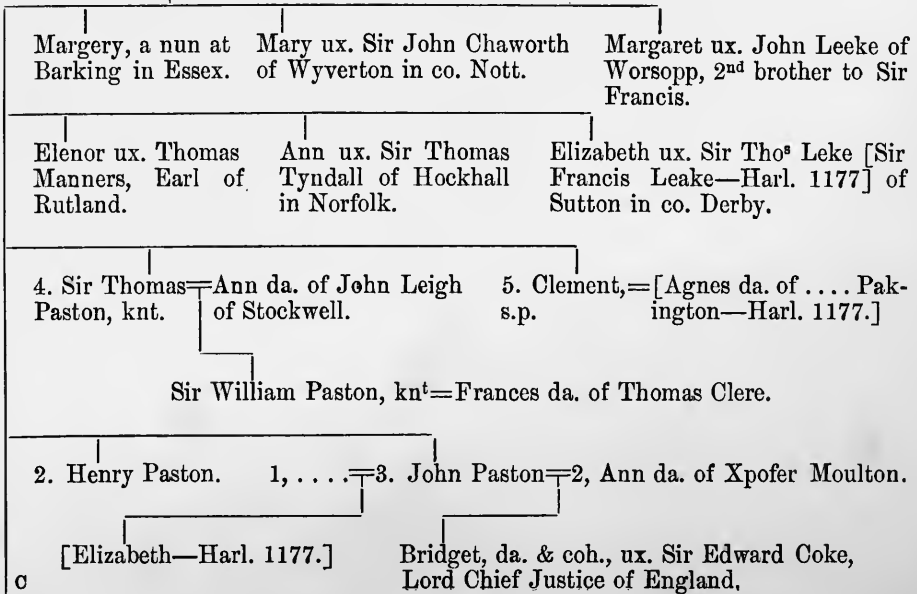 Margery, a nun at Barking in Essex.
Mary ux. Sir John Chaworth of Wyverton in co. Nott.
Margaret ux. John Leeke of Worsopp, 2nd brother to Sir Francis.
Elenor ux. Thomas Manners, Earl of Rutland.
Ann ux. Sir Thomas Tyndall of Hockhall in Norfolk.
Elizabeth ux. Sir Thoˢ Leke [Sir Francis Leake—Harl. 1177] of Sutton in co. Derby.
4. Sir Thomas Paston, knt.
Ann da. of John Leigh of Stockwell.
5. Clement, s.p.
[Agnes da. of .... Pakington—Harl. 1177.]
Sir William Paston, knᵗ=Frances da. of Thomas Clere.
2. Henry Paston.
1, .... 3. John Paston 2, Ann da. of Xpofer Moulton.
[Elizabeth—Harl. 1177.]
Bridget, da. & coh., ux. Sir Edward Coke,
Lord Chief Justice of England.
C